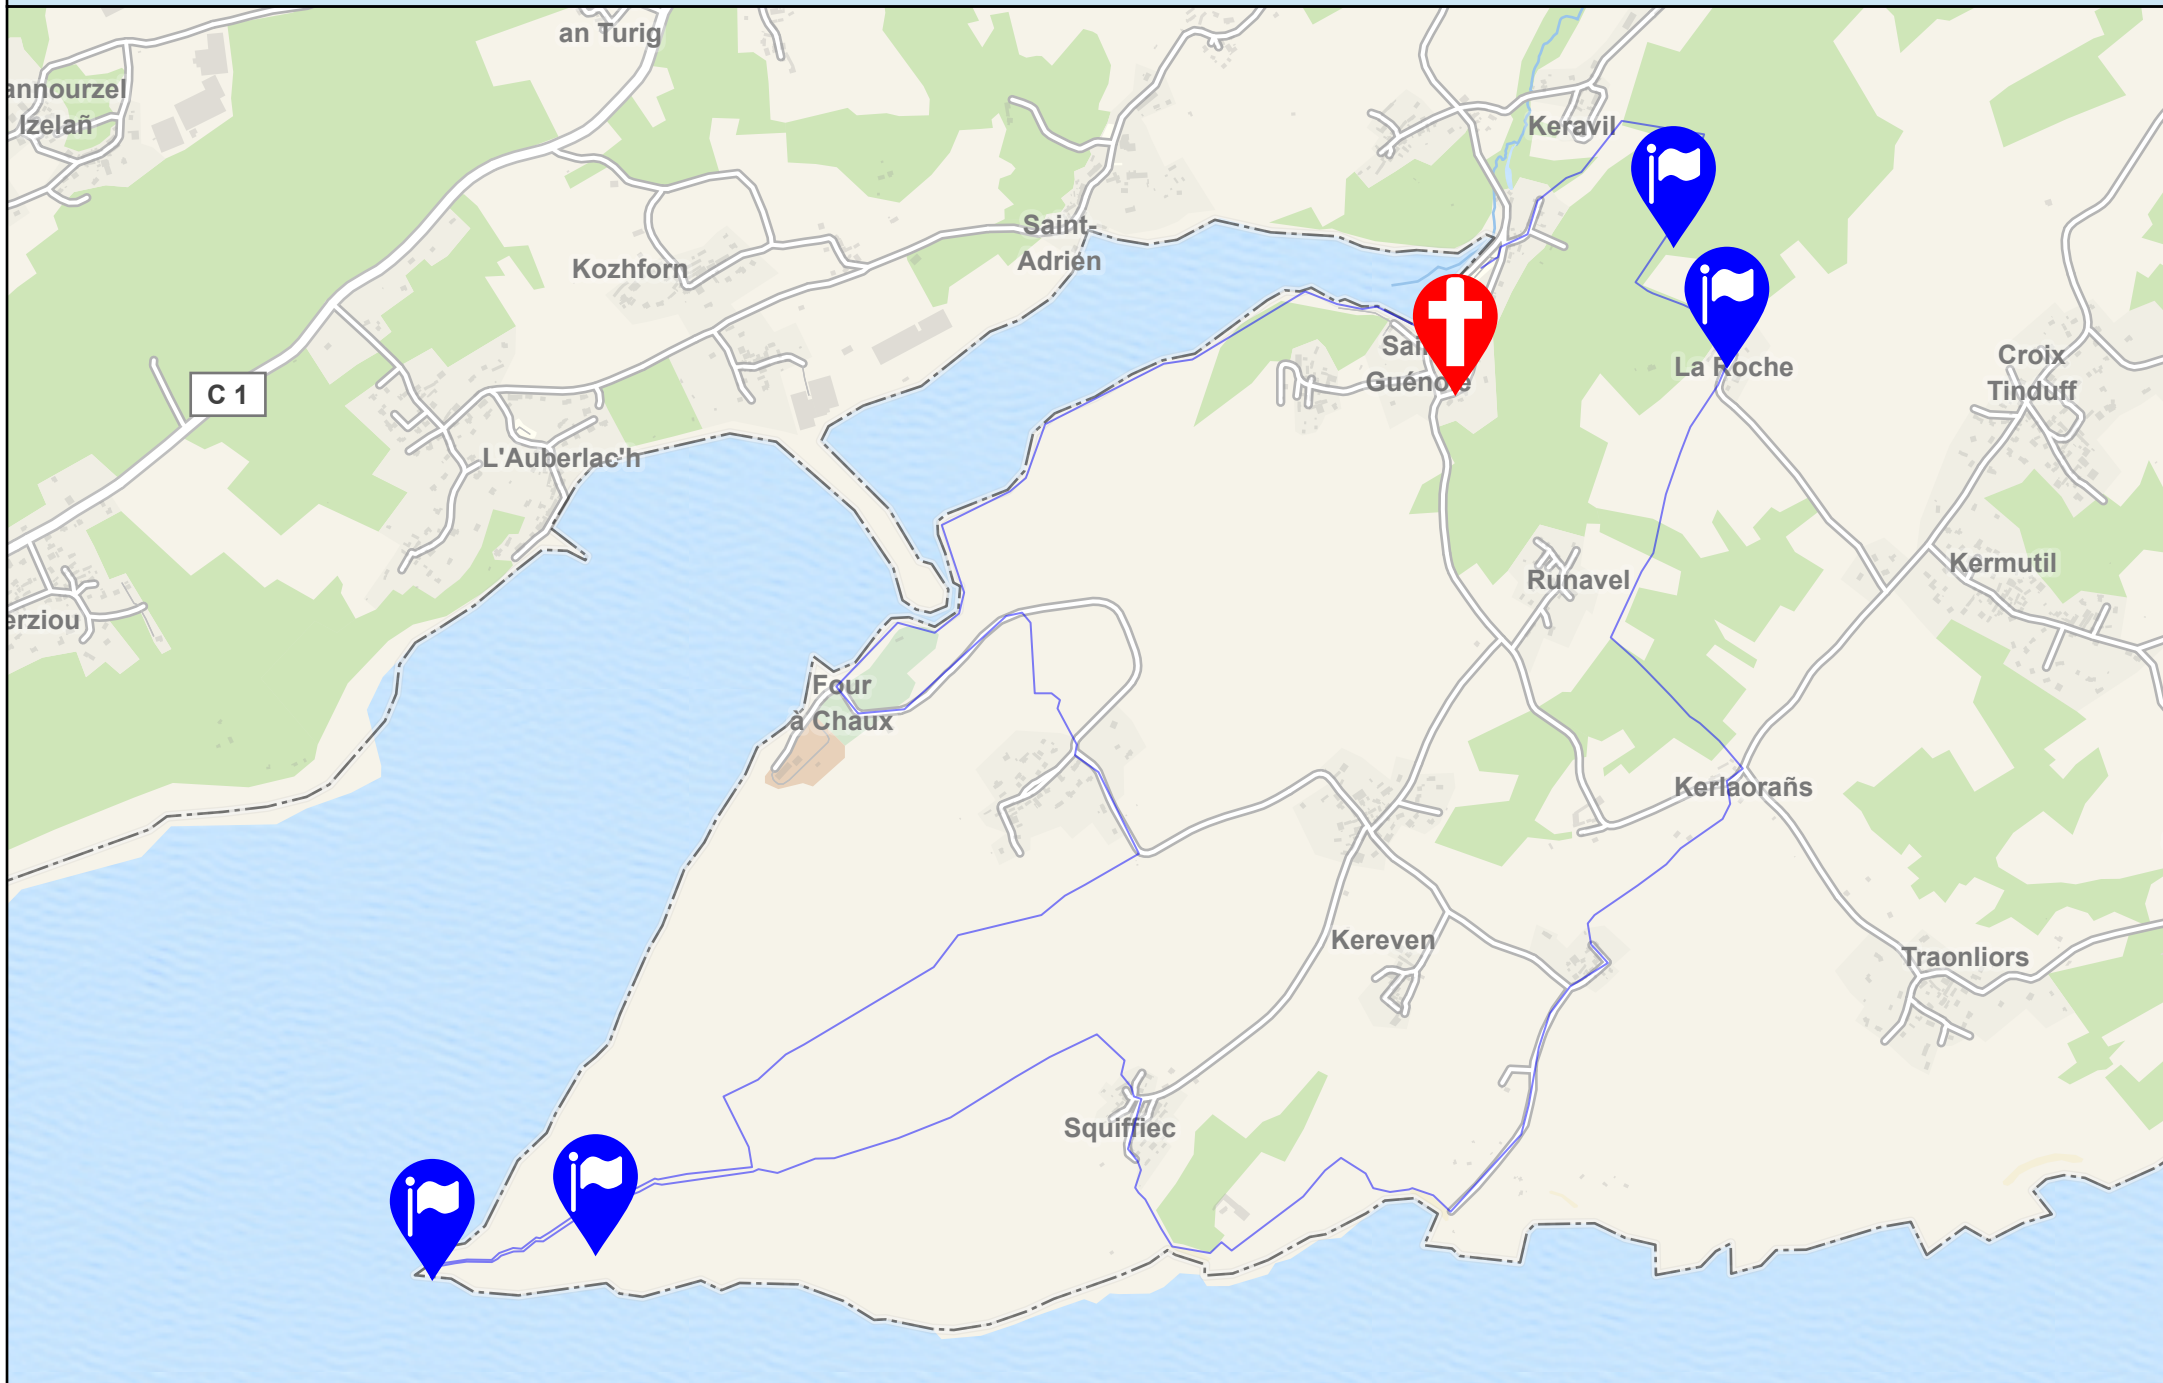 an Turig
annourzel
Izelañ
Keravil
Saint-
Adrien
Kozhforn
La Roche
Croix
Tinduff
Guénolé
C 1
L'Auberlac'h
Kermutil
Runavel
erziou
Four
à Chaux
Kerlaorañs
Kereven
Traonliors
Squiffiec